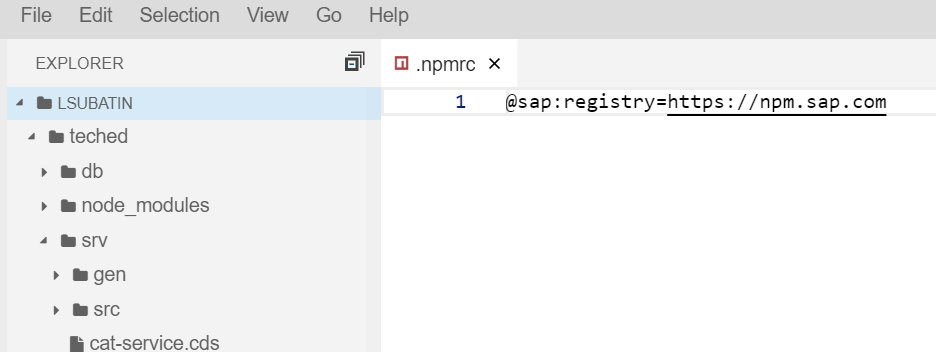 File Edit Selection View Go Help
EXPLORER
.npmrc ×
LSUBATIN
1 @sap:registry=https://npm.sap.com
teched
db
node_modules
srv
gen
src
cat-service.cds